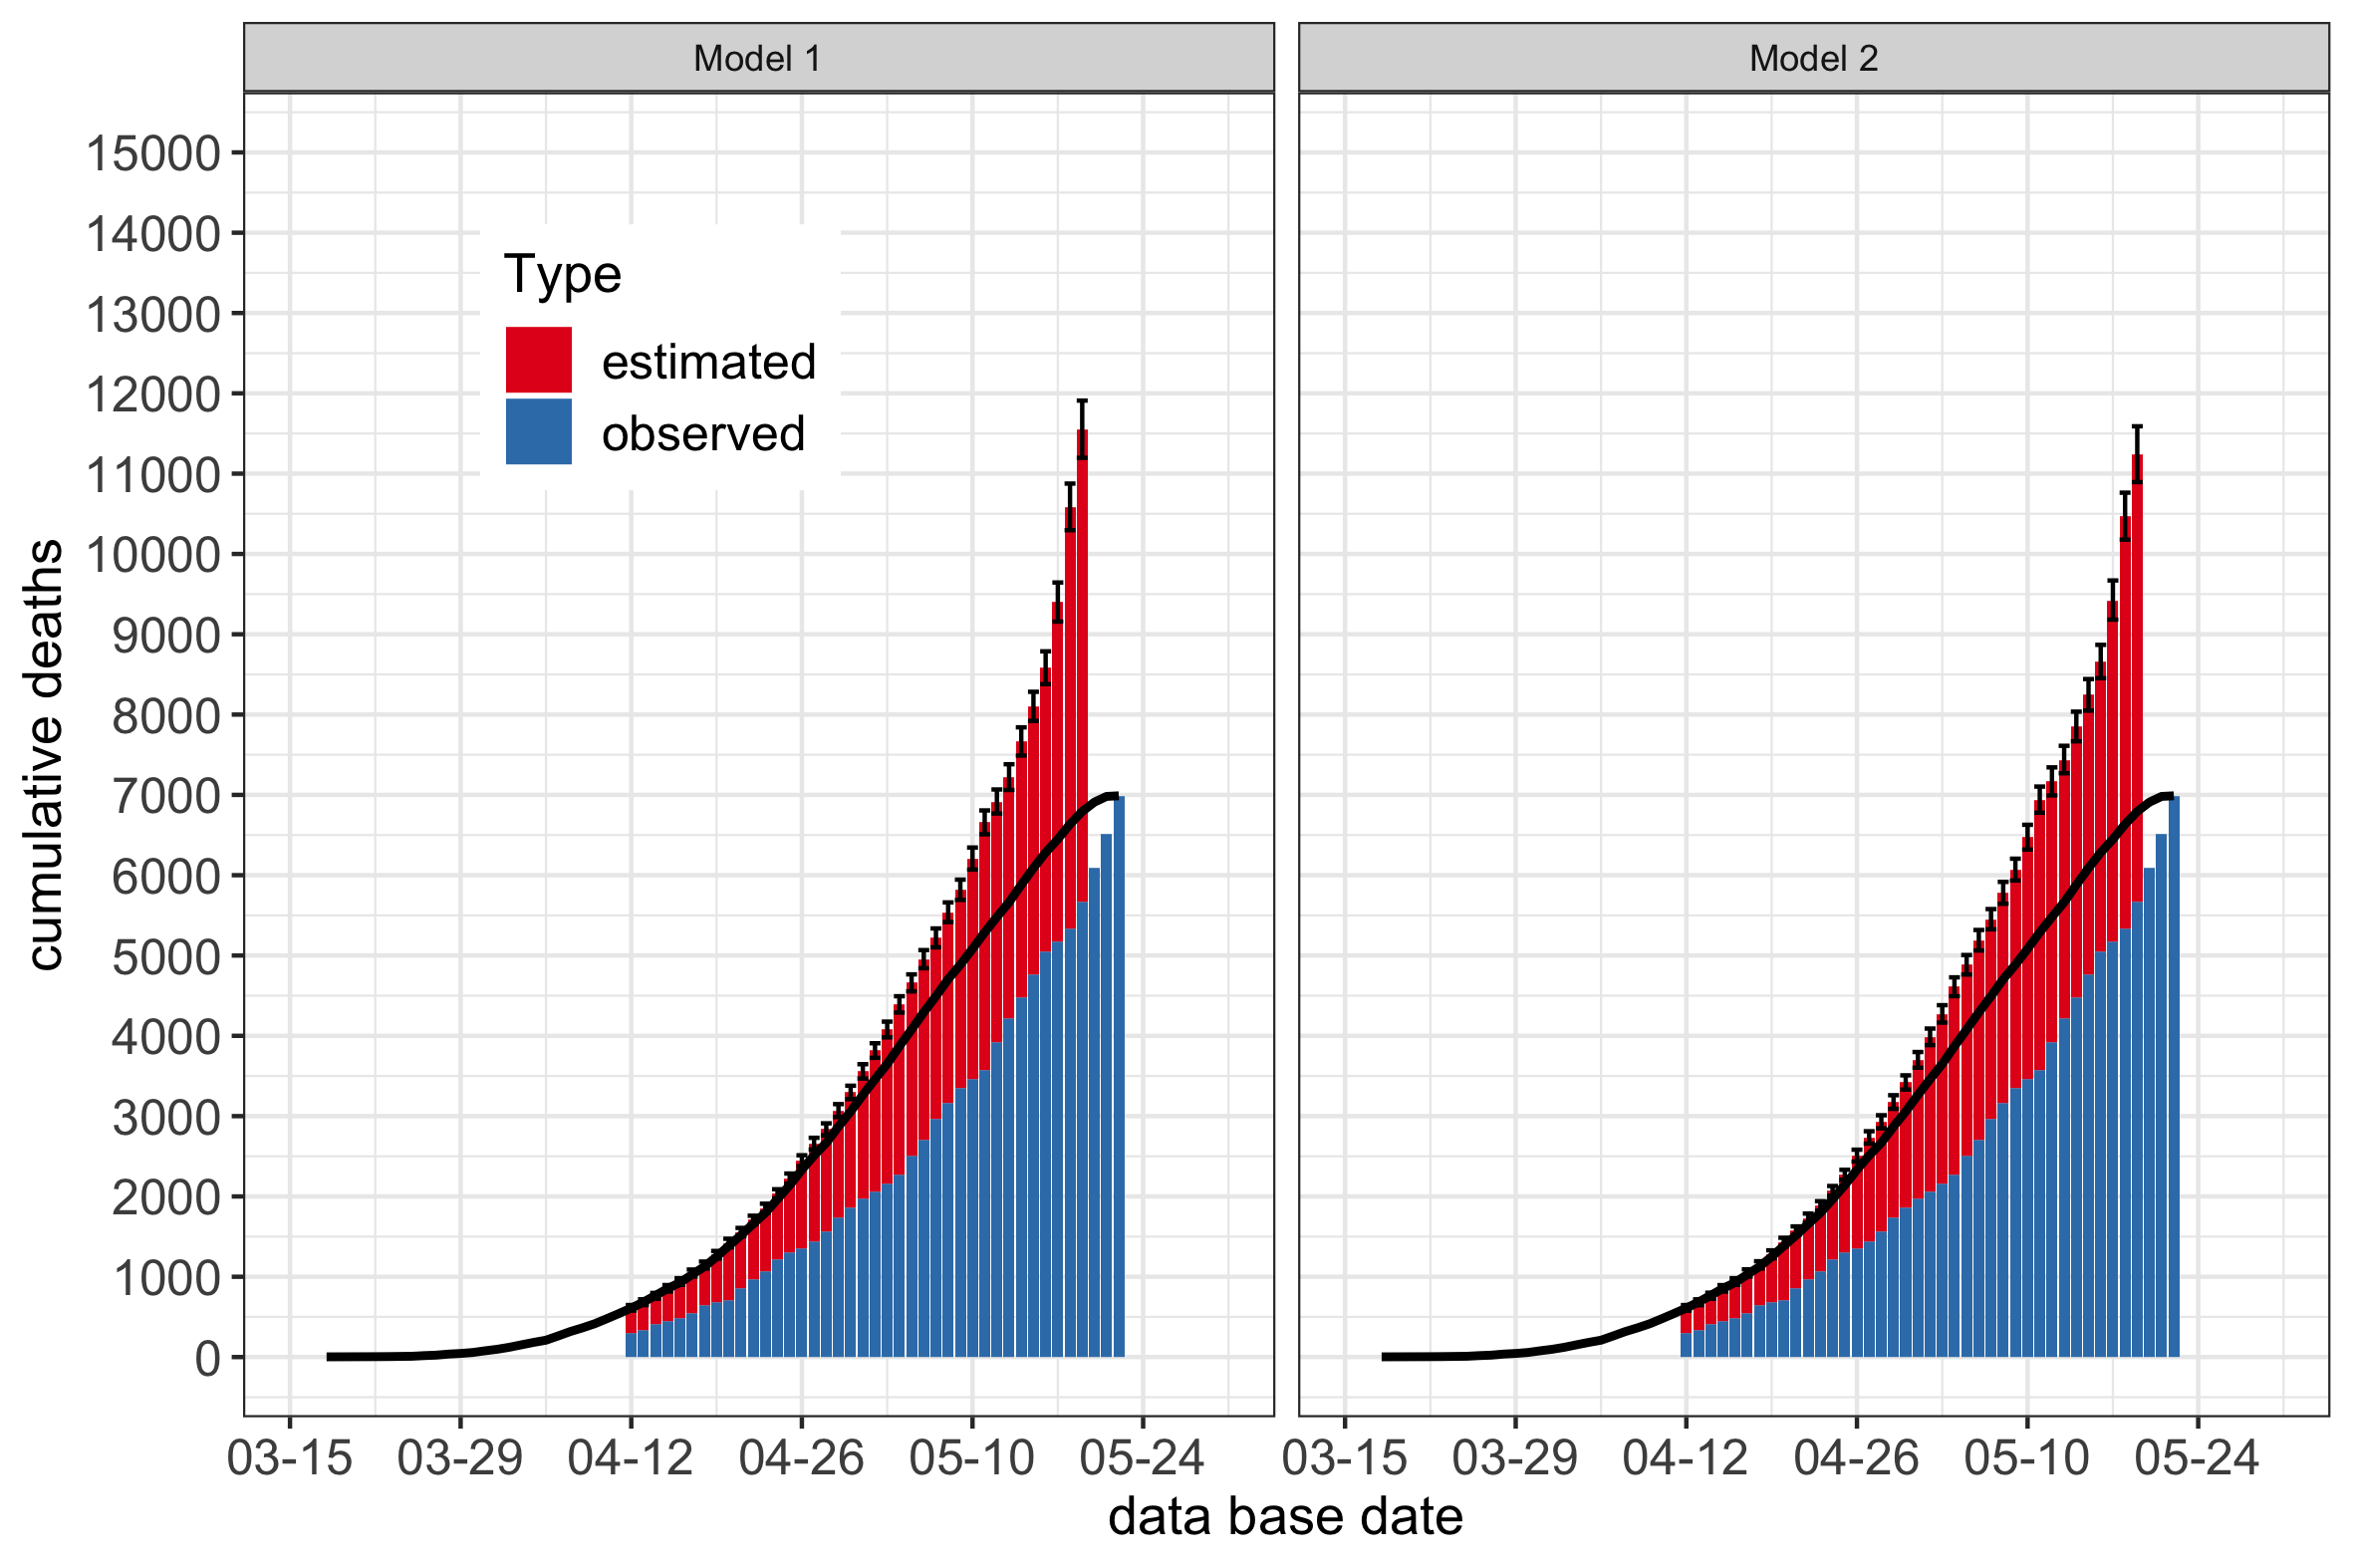 Model 1
Model 2
cumulative deaths
15000
14000
13000
12000
11000
10000
9000
8000
7000
6000
5000
4000
3000
2000
1000
0
Type
estimated
observed
03-15 03-29 04-12 04-26 05-10 05-24
03-15 03-29 04-12 04-26 05-10 05-24
data base date